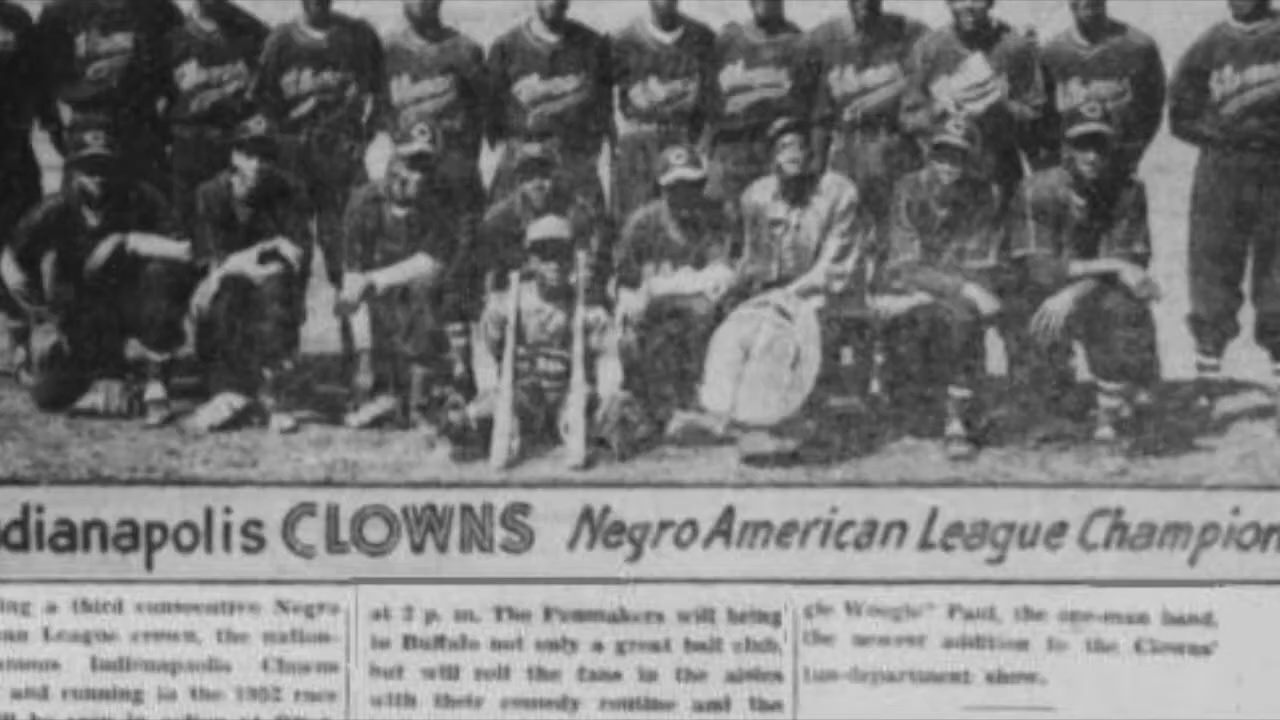 dianapolis CLOWNS Negro American League Champion
ing a third consecutive Negro
an League crown, the nation-
amous Indianapolis Clowns
and running in the 1952 race
at 2 p. m. The Funmakers will bring
to Buffalo not only a great ball club,
but will roll the fans in the aisles
with their comedy routine and the
gie Woogie" Paul, the one-man band,
the newest addition to the Clowns'
fun-department show.